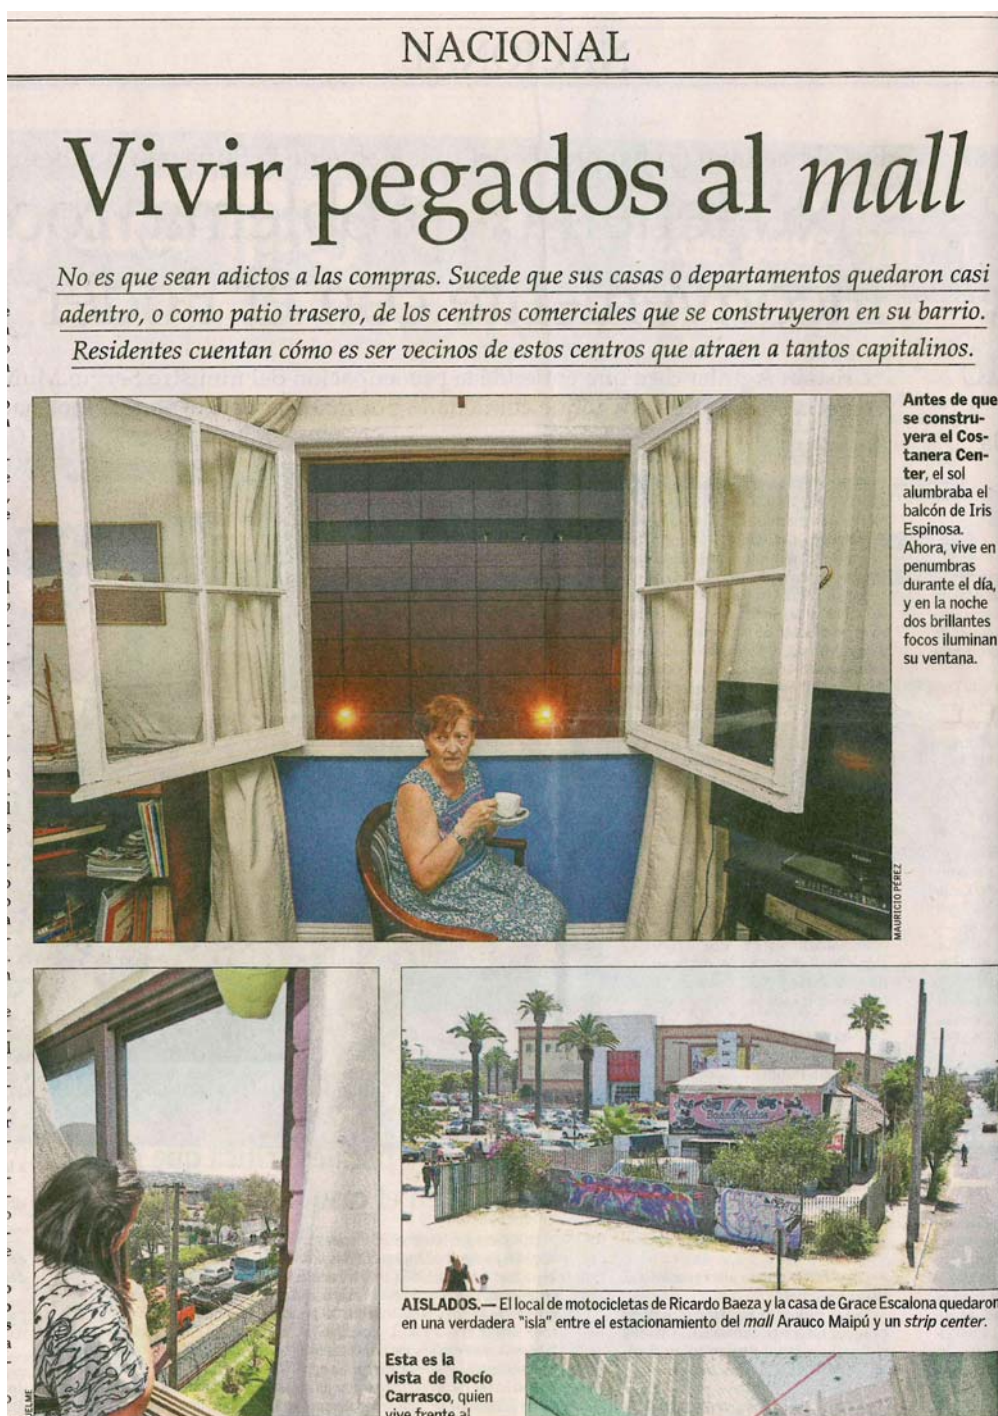 NACIONAL
Vivir pegados al mall
No es que sean adictos a las compras. Sucede que sus casas o departamentos quedaron casi
adentro, o como patio trasero, de los centros comerciales que se construyeron en su barrio.
Residentes cuentan cómo es ser vecinos de estos centros que atraen a tantos capitalinos.
Antes de que
se constru-
yera el Cos-
tanera Cen-
ter, el sol
alumbraba el
balcón de Iris
Espinosa.
Ahora, vive en
penumbras
durante el día,
y en la noche
dos brillantes
focos iluminan
su ventana.
MAURICIO PÉREZ
AISLADOS.— El local de motocicletas de Ricardo Baeza y la casa de Grace Escalona quedaron
en una verdadera "isla" entre el estacionamiento del mall Arauco Maipú y un strip center.
Esta es la
vista de Rocío
Carrasco, quien
vive frente al